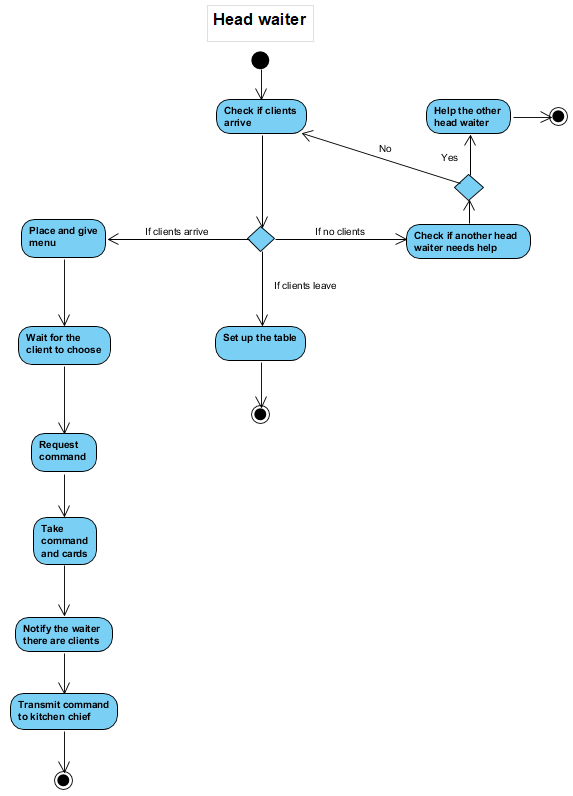 Head waiter
Check if clients
arrive
Help the other
head waiter
No
Yes
Place and give
menu
If clients arrive
If no clients
Check if another head
waiter needs help
If clients leave
Wait for the
client to choose
Set up the table
Request
command
Take
command
and cards
Notify the waiter
there are clients
Transmit command
to kitchen chief